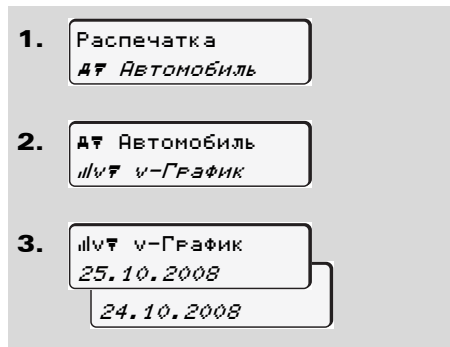 1. Распечатка
Автомобиль
2. Автомобиль
v v-График
3. v v-График
25.10.2008
24.10.2008